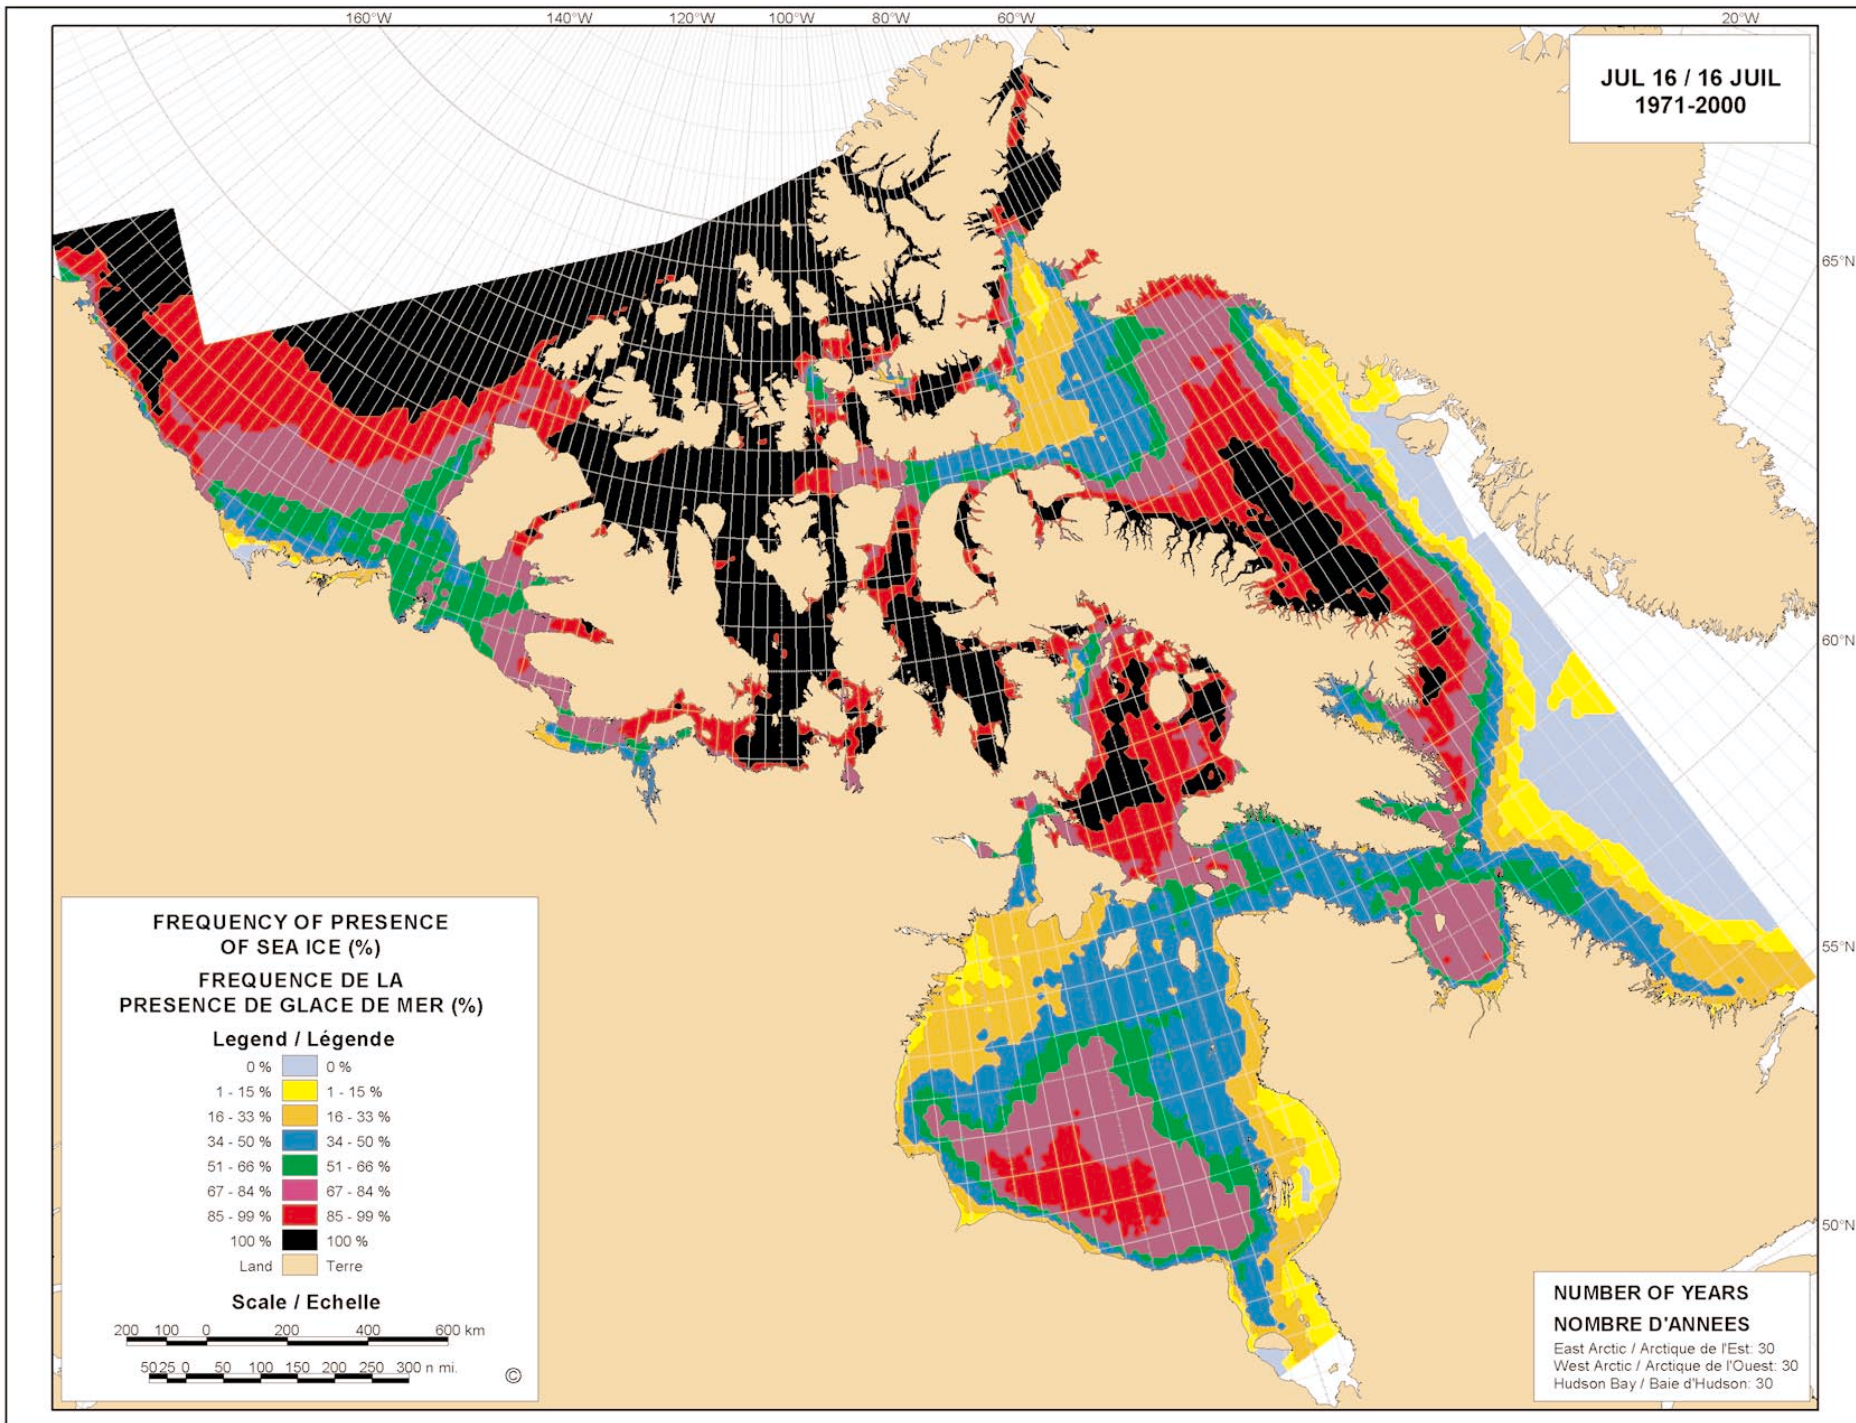 160°W 140°W 120°W 100°W 80°W 60°W 20°W
JUL 16 / 16 JUIL
1971-2000
65°N
60°N
55°N
50°N
FREQUENCY OF PRESENCE
OF SEA ICE (%)
FREQUENCE DE LA
PRESENCE DE GLACE DE MER (%)
Legend / Légende
0 % 0 %
1 - 15 % 1 - 15 %
16 - 33 % 16 - 33 %
34 - 50 % 34 - 50 %
51 - 66 % 51 - 66 %
67 - 84 % 67 - 84 %
85 - 99 % 85 - 99 %
100 % 100 %
Land Terre
Scale / Echelle
200 100 0 200 400 600 km
50 25 0 50 100 150 200 250 300 n mi.
©
NUMBER OF YEARS
NOMBRE D'ANNEES
East Arctic / Arctique de l'Est: 30
West Arctic / Arctique de l'Ouest: 30
Hudson Bay / Baie d'Hudson: 30